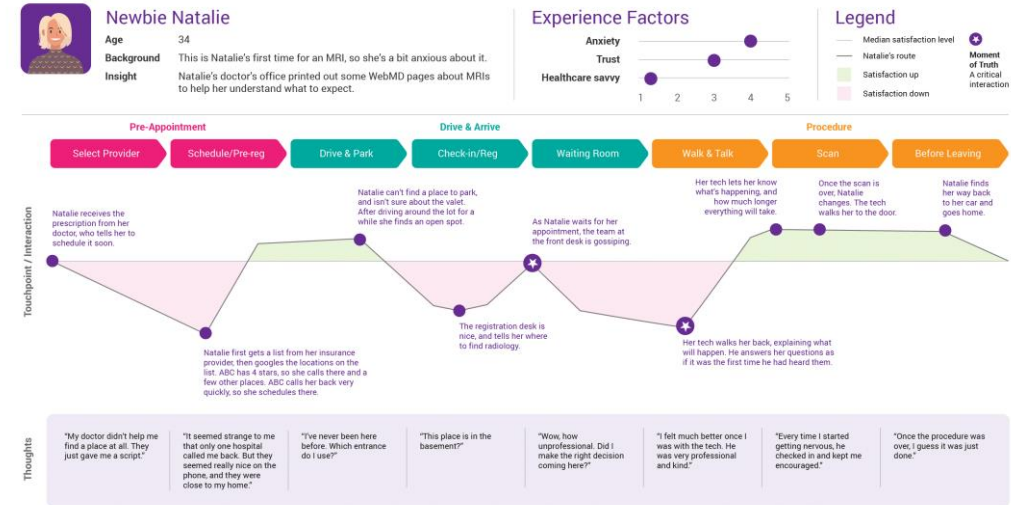 Newbie Natalie
Age 34
Background This is Natalie's first time for an MRI, so she's a bit anxious about it.
Insight Natalie's doctor's office printed out some WebMD pages about MRIs
to help her understand what to expect.
Experience Factors
Anxiety
Trust
Healthcare savvy
1 2 3 4 5
Legend
Median satisfaction level
Natalie's route
Satisfaction up
Satisfaction down
Moment
of Truth
A critical
interaction
Pre-Appointment
Drive & Arrive
Procedure
Select Provider
Schedule/Pre-reg
Drive & Park
Check-in/Reg
Waiting Room
Walk & Talk
Scan
Before Leaving
Touchpoint / Interaction
Natalie receives the
prescription from her
doctor, who tells her to
schedule it soon.
Natalie first gets a list from her insurance
provider, then googles the locations on the
list. ABC has 4 stars, so she calls there and a
few other places. ABC calls her back very
quickly, so she schedules there.
Natalie can't find a place to park,
and isn't sure about the valet.
After driving around the lot for a
while she finds an open spot.
The registration desk is
nice, and tells her where
to find radiology.
As Natalie waits for her
appointment, the team at
the front desk is gossiping.
Her tech walks her back, explaining what
will happen. He answers her questions as
if it was the first time he had heard them.
Her tech lets her know
what's happening, and
how much longer
everything will take.
Once the scan is
over, Natalie
changes. The tech
walks her to the door.
Natalie finds
her way back
to her car and
goes home.
Thoughts
"My doctor didn't help me
find a place at all. They
just gave me a script."
"It seemed strange to me
that only one hospital
called me back. But they
seemed really nice on the
phone, and they were
close to my home."
"I've never been here
before. Which entrance
do I use?"
"This place is in the
basement?"
"Wow, how
unprofessional. Did I
make the right decision
coming here?"
"I felt much better once I
was with the tech. He
was very professional
and kind."
"Every time I started
getting nervous, he
checked in and kept me
encouraged."
"Once the procedure was
over, I guess it was just
done."